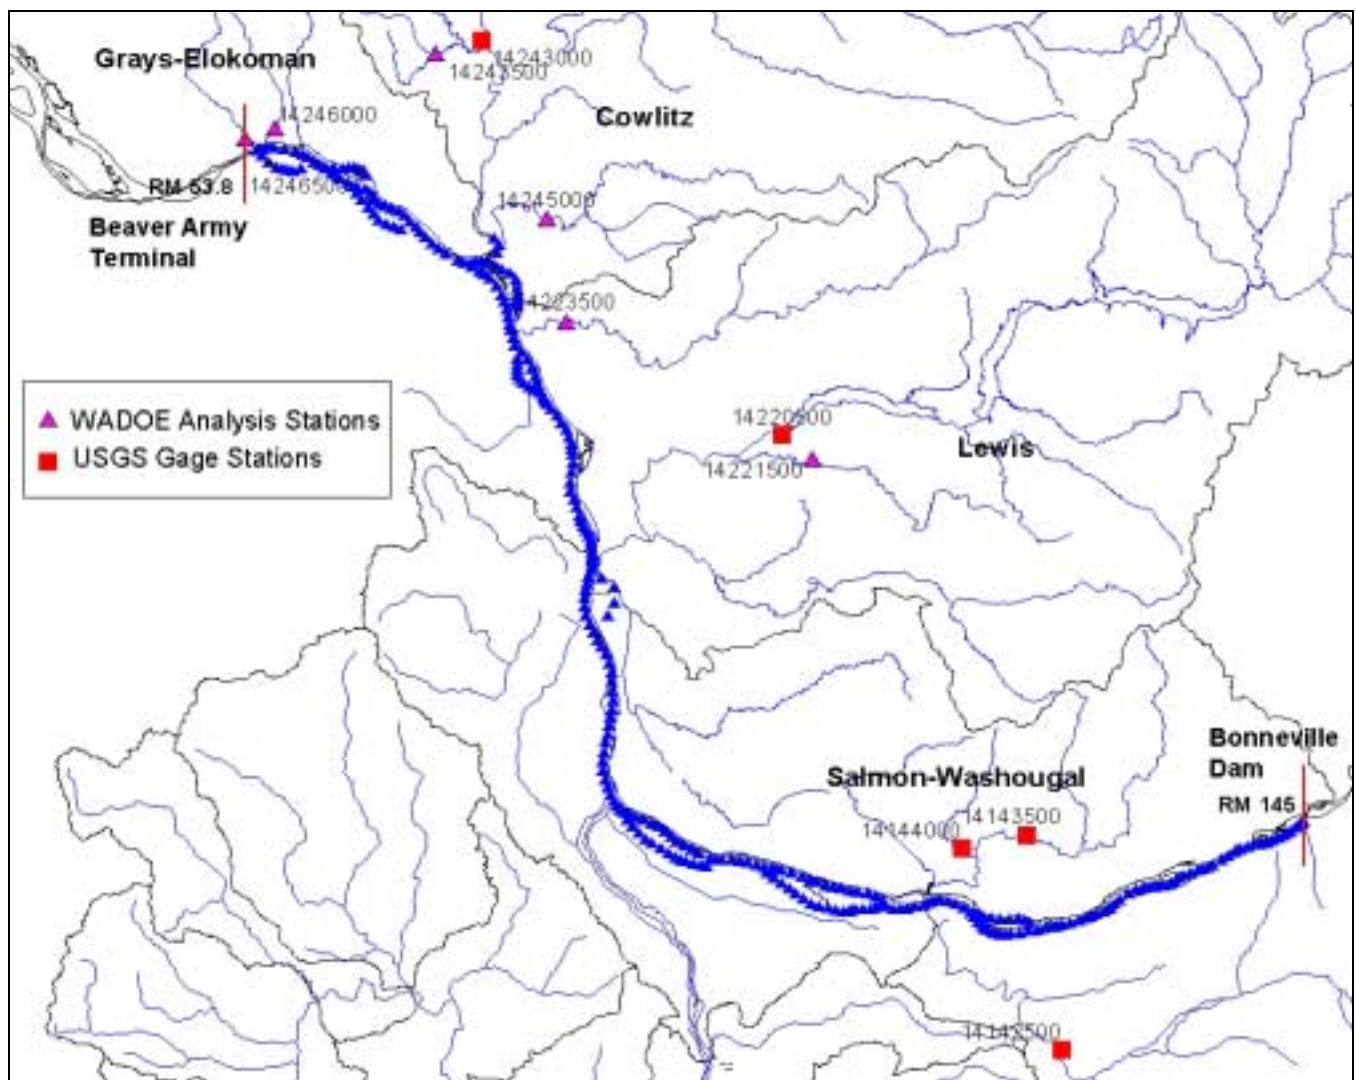 Grays-Elokoman
14243000
14243500
Cowlitz
14246000
RM 53.8
14246500
14245000
Beaver Army
Terminal
14223500
WADOE Analysis Stations
USGS Gage Stations
14220500
Lewis
14221500
Bonneville
Dam
Salmon-Washougal
RM 145
14143500
14144000
14142500